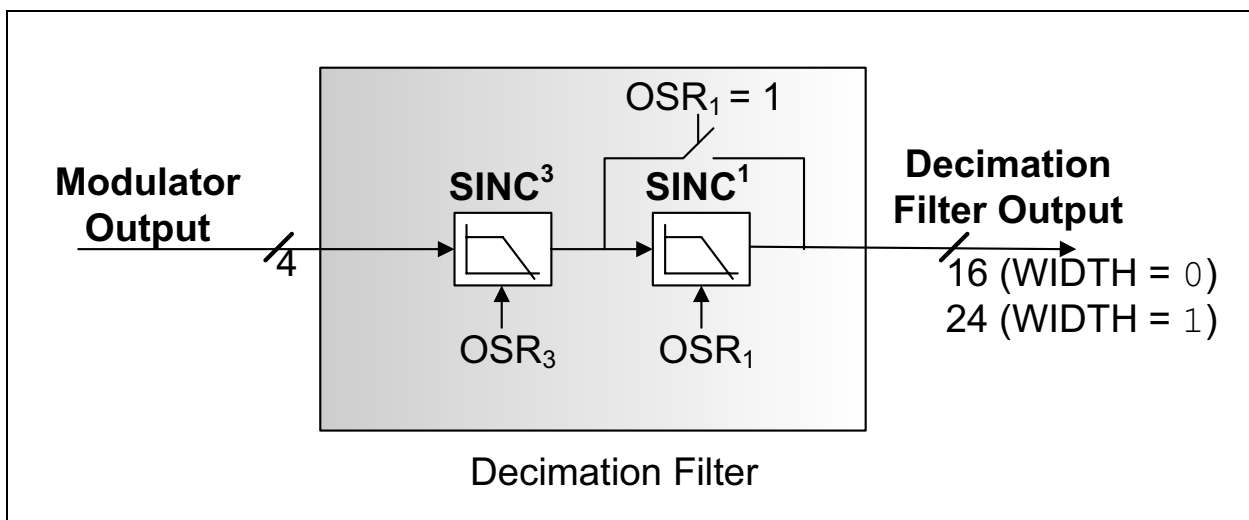 OSR₁ = 1
Modulator
Output
4
SINC³
SINC¹
OSR₃
OSR₁
Decimation
Filter Output
16 (WIDTH = 0)
24 (WIDTH = 1)
Decimation Filter